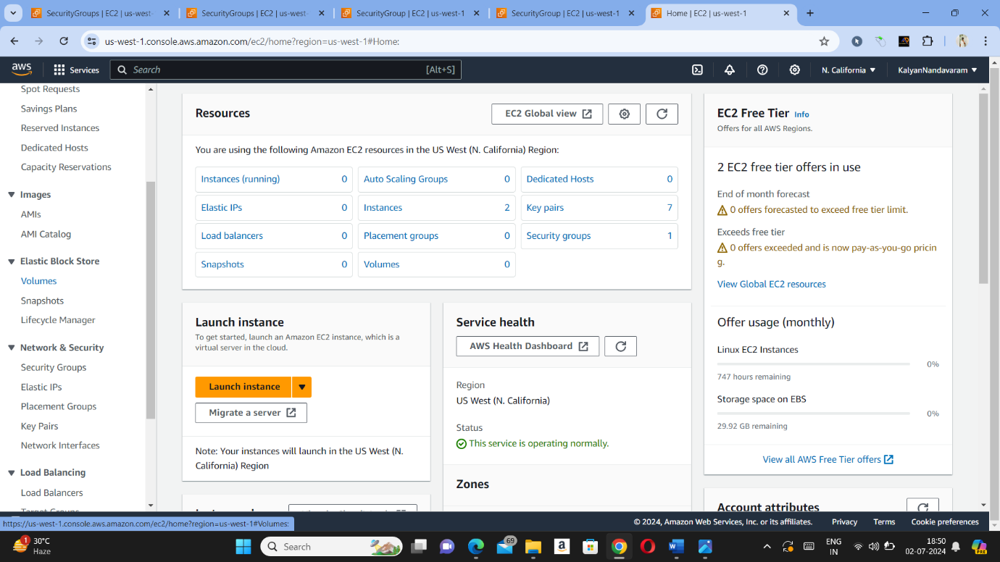 SecurityGroups | EC2 | us-west-
SecurityGroups | EC2 | us-west-
SecurityGroup | EC2 | us-west-1
SecurityGroup | EC2 | us-west-1
Home | EC2 | us-west-1
us-west-1.console.aws.amazon.com/ec2/home?region=us-west-1#Home:
aws
Services
Search
[Alt+S]
N. California
KalyanNandavaram
Spot Requests
Savings Plans
Reserved Instances
Dedicated Hosts
Capacity Reservations
Images
AMIs
AMI Catalog
Elastic Block Store
Volumes
Snapshots
Lifecycle Manager
Network & Security
Security Groups
Elastic IPs
Placement Groups
Key Pairs
Network Interfaces
Load Balancing
Load Balancers
Target Groups
Resources
EC2 Global view
You are using the following Amazon EC2 resources in the US West (N. California) Region:
Instances (running) 0
Auto Scaling Groups 0
Dedicated Hosts 0
Elastic IPs 0
Instances 2
Key pairs 7
Load balancers 0
Placement groups 0
Security groups 1
Snapshots 0
Volumes 0
Launch instance
To get started, launch an Amazon EC2 instance, which is a
virtual server in the cloud.
Launch instance
Migrate a server
Note: Your instances will launch in the US West (N.
California) Region
Service health
AWS Health Dashboard
Region
US West (N. California)
Status
This service is operating normally.
Zones
EC2 Free Tier Info
Offers for all AWS Regions.
2 EC2 free tier offers in use
End of month forecast
0 offers forecasted to exceed free tier limit.
Exceeds free tier
0 offers exceeded and is now pay-as-you-go pricin
g.
View Global EC2 resources
Offer usage (monthly)
Linux EC2 Instances
0%
747 hours remaining
Storage space on EBS
0%
29.92 GB remaining
View all AWS Free Tier offers
Account attributes
https://us-west-1.console.aws.amazon.com/ec2/home?region=us-west-1#Volumes:
© 2024, Amazon Web Services, Inc. or its affiliates.
Privacy
Terms
Cookie preferences
1
30°C
Haze
Search
69
a
W
ENG
IN
18:50
02-07-2024
PRE